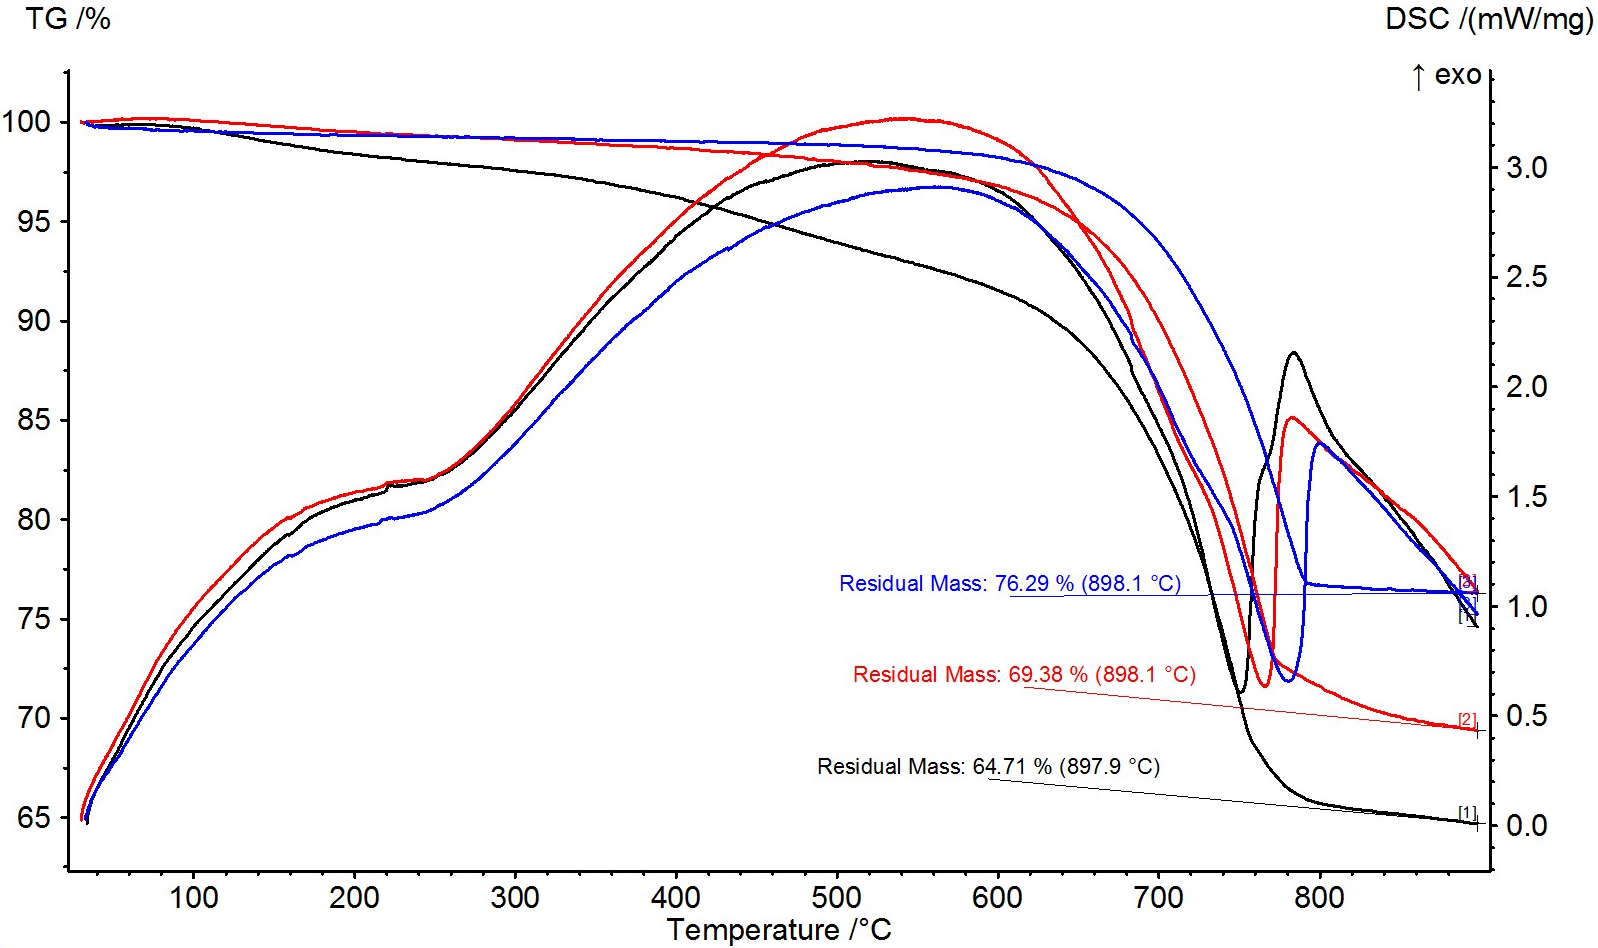 TG /%
DSC /(mW/mg)
↑ exo
100
95
90
85
80
75
70
65
3.0
2.5
2.0
1.5
1.0
0.5
0.0
Residual Mass: 76.29 % (898.1 °C)
Residual Mass: 69.38 % (898.1 °C)
Residual Mass: 64.71 % (897.9 °C)
[1]
[2]
[1]
100 200 300 400 500 600 700 800
Temperature /°C